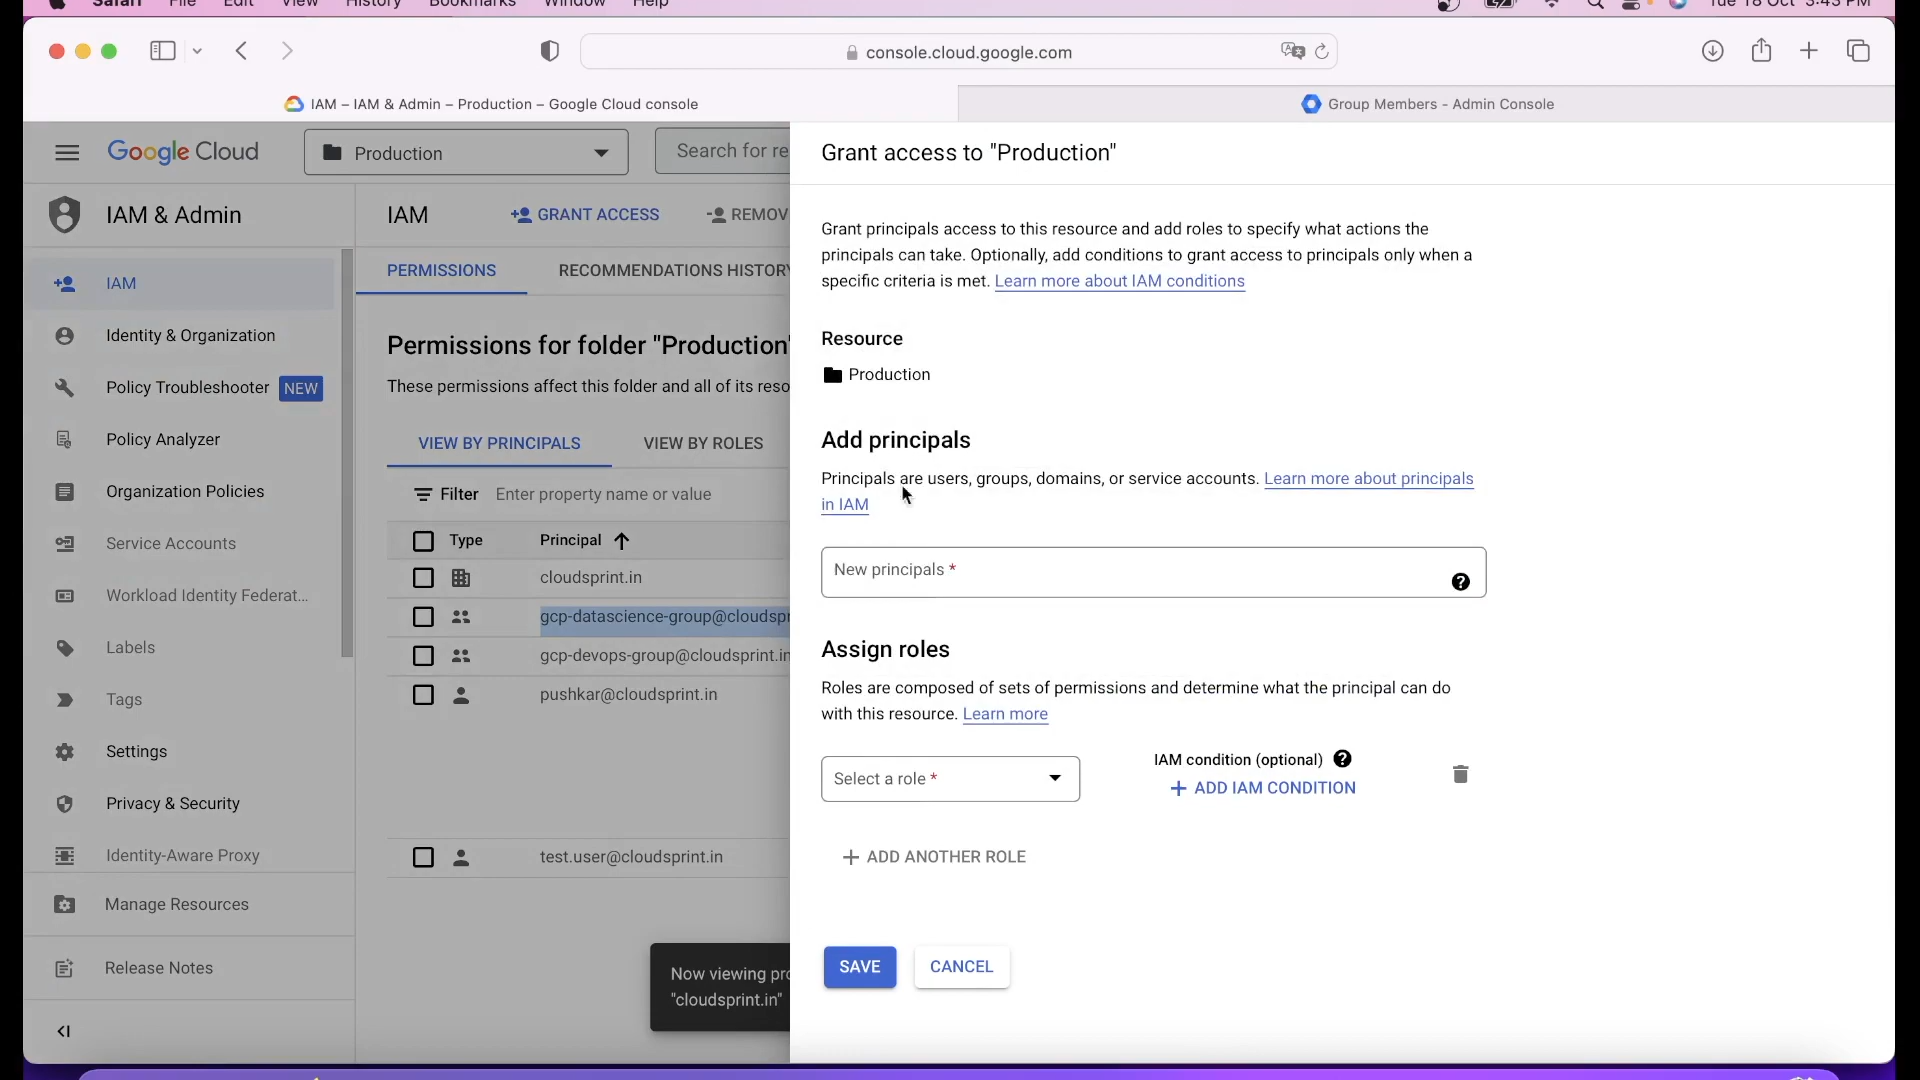 Safari File Edit View History Bookmarks Window Help Tue 18 Oct 3:43 PM
console.cloud.google.com
IAM – IAM & Admin – Production – Google Cloud console
Group Members - Admin Console
Google Cloud
Production
Search for re
IAM & Admin
IAM
Identity & Organization
Policy Troubleshooter NEW
Policy Analyzer
Organization Policies
Service Accounts
Workload Identity Federat...
Labels
Tags
Settings
Privacy & Security
Identity-Aware Proxy
Manage Resources
Release Notes
IAM
GRANT ACCESS
REMOV
PERMISSIONS
RECOMMENDATIONS HISTORY
Permissions for folder "Production"
These permissions affect this folder and all of its reso
VIEW BY PRINCIPALS
VIEW BY ROLES
Filter Enter property name or value
Type Principal
cloudsprint.in
gcp-datascience-group@cloudspr
gcp-devops-group@cloudsprint.in
pushkar@cloudsprint.in
test.user@cloudsprint.in
Now viewing pro
"cloudsprint.in"
Grant access to "Production"
Grant principals access to this resource and add roles to specify what actions the
principals can take. Optionally, add conditions to grant access to principals only when a
specific criteria is met. Learn more about IAM conditions
Resource
Production
Add principals
Principals are users, groups, domains, or service accounts. Learn more about principals
in IAM
New principals *
Assign roles
Roles are composed of sets of permissions and determine what the principal can do
with this resource. Learn more
Select a role *
IAM condition (optional)
ADD IAM CONDITION
ADD ANOTHER ROLE
SAVE
CANCEL